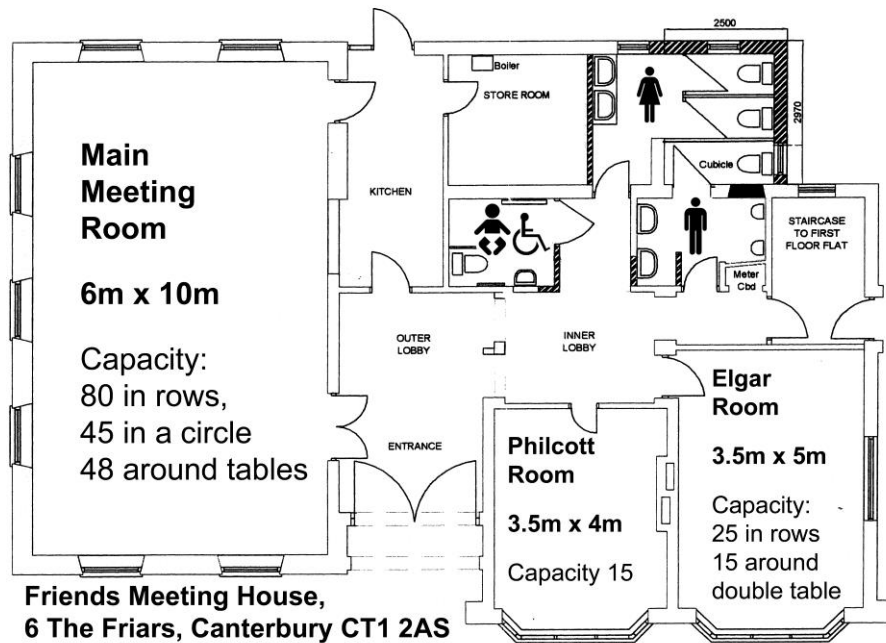 2500
2970
Boiler
STORE ROOM
Main
Meeting
Room
6m x 10m
Capacity:
80 in rows,
45 in a circle
48 around tables
KITCHEN
Cubicle
STAIRCASE
TO FIRST
FLOOR FLAT
Meter
Cbd
OUTER
LOBBY
INNER
LOBBY
ENTRANCE
Philcott
Room
3.5m x 4m
Capacity 15
Elgar
Room
3.5m x 5m
Capacity:
25 in rows
15 around
double table
Friends Meeting House,
6 The Friars, Canterbury CT1 2AS